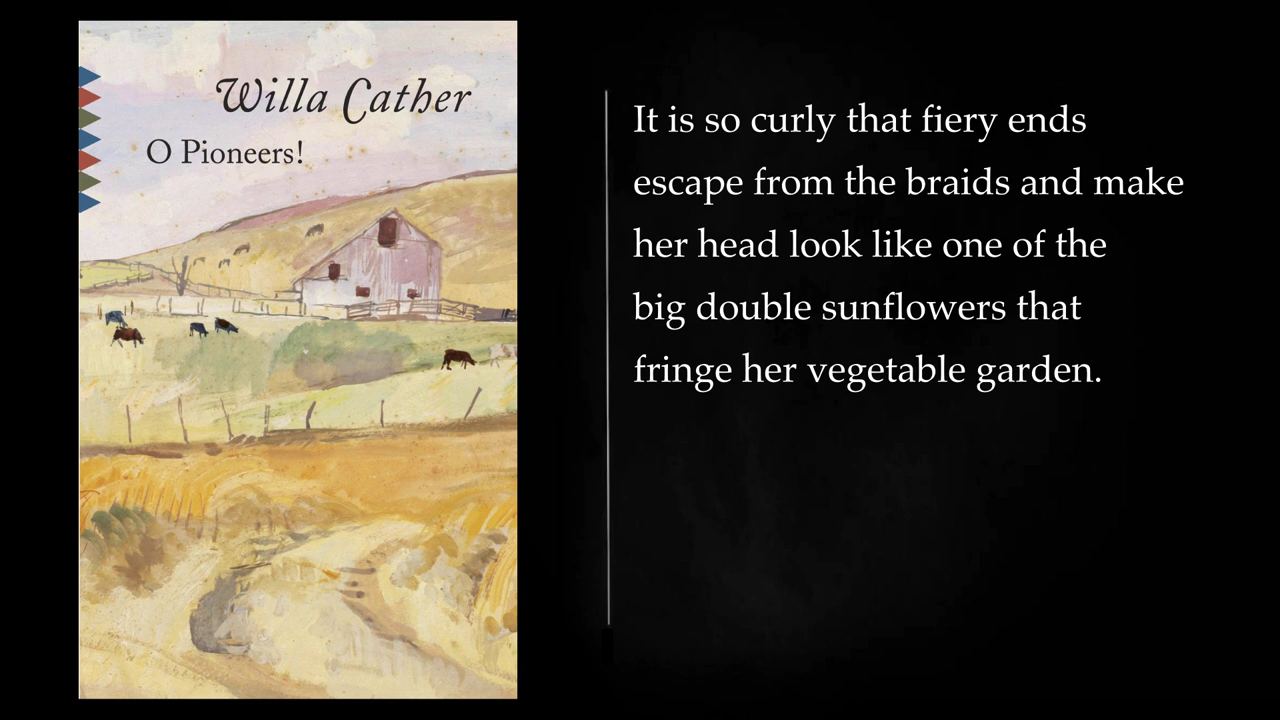 Willa Cather
O Pioneers!
It is so curly that fiery ends
escape from the braids and make
her head look like one of the
big double sunflowers that
fringe her vegetable garden.